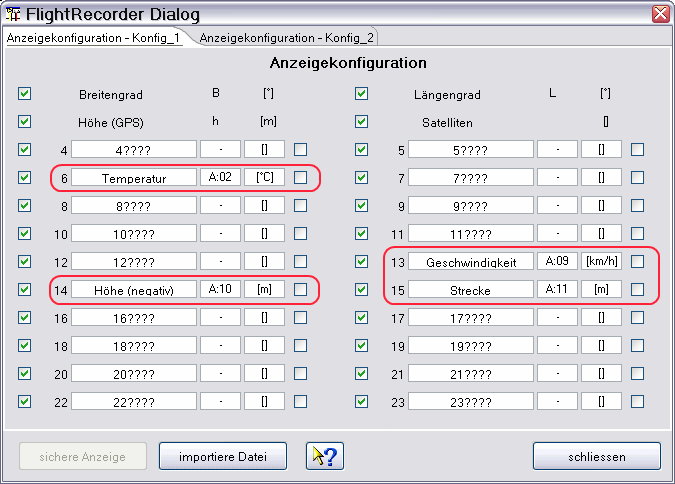 FlightRecorder Dialog
Anzeigekonfiguration - Konfig_1 Anzeigekonfiguration - Konfig_2
Anzeigekonfiguration
Breitengrad B [°] Längengrad L [°]
Höhe (GPS) h [m] Satelliten []
4 4???? - [] 5 5???? - []
6 Temperatur A:02 [°C] 7 7???? - []
8 8???? - [] 9 9???? - []
10 10???? - [] 11 11???? - []
12 12???? - [] 13 Geschwindigkeit A:09 [km/h]
14 Höhe (negativ) A:10 [m] 15 Strecke A:11 [m]
16 16???? - [] 17 17???? - []
18 18???? - [] 19 19???? - []
20 20???? - [] 21 21???? - []
22 22???? - [] 23 23???? - []
sichere Anzeige importiere Datei ? schliessen